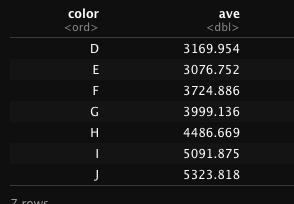 color ave
<ord> <dbl>
D 3169.954
E 3076.752
F 3724.886
G 3999.136
H 4486.669
I 5091.875
J 5323.818
7 rows